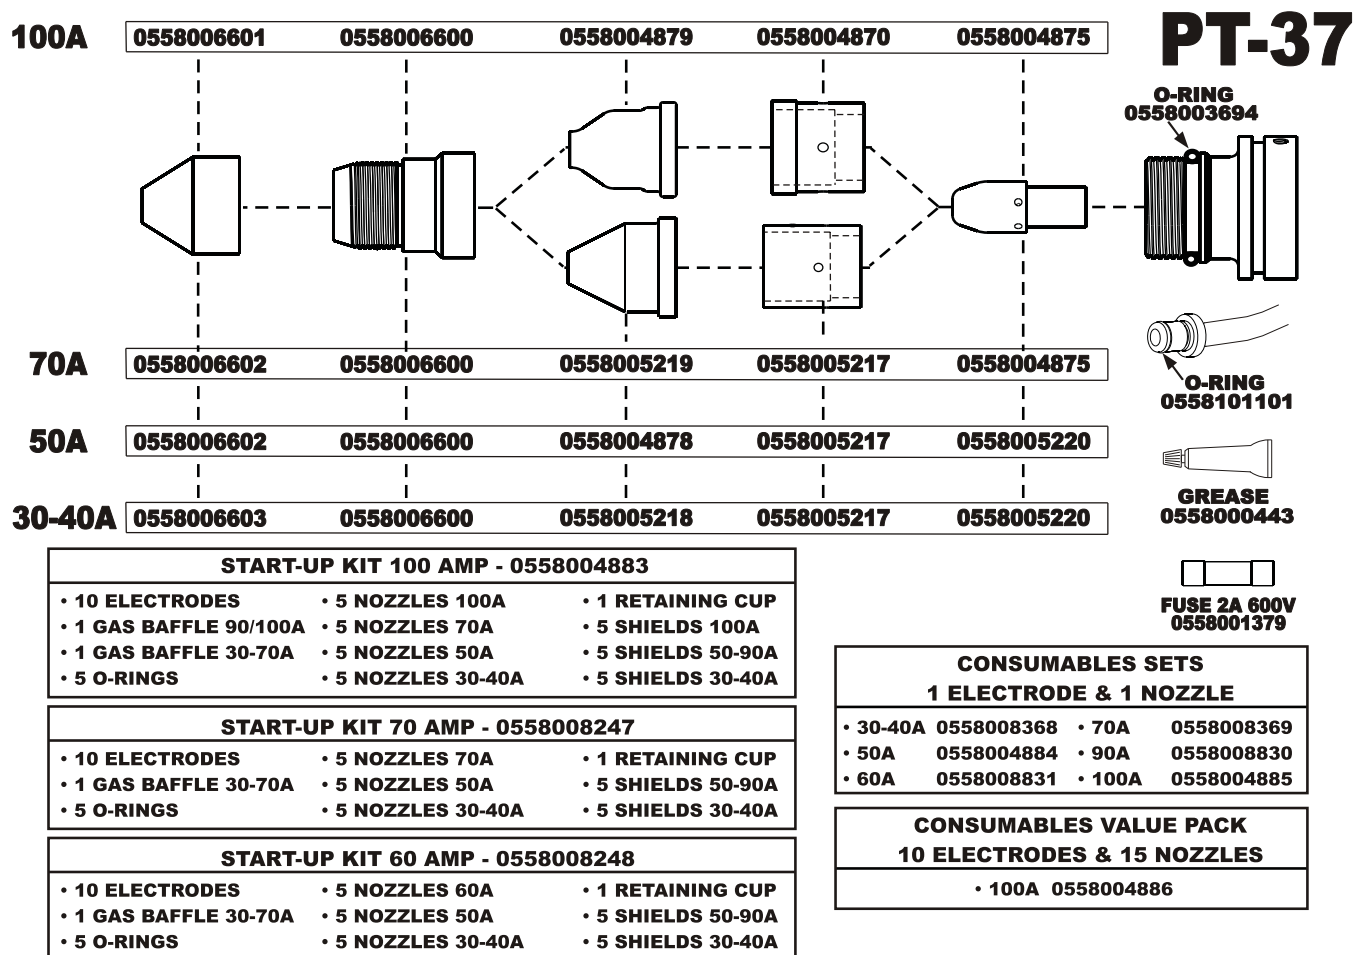 PT-37
100A 0558006601 0558006600 0558004879 0558004870 0558004875
O-RING
0558003694
70A 0558006602 0558006600 0558005219 0558005217 0558004875
O-RING
0558101101
50A 0558006602 0558006600 0558004878 0558005217 0558005220
GREASE
0558000443
30-40A 0558006603 0558006600 0558005218 0558005217 0558005220
FUSE 2A 600V
0558001379
START-UP KIT 100 AMP - 0558004883
• 10 ELECTRODES • 5 NOZZLES 100A • 1 RETAINING CUP
• 1 GAS BAFFLE 90/100A • 5 NOZZLES 70A • 5 SHIELDS 100A
• 1 GAS BAFFLE 30-70A • 5 NOZZLES 50A • 5 SHIELDS 50-90A
• 5 O-RINGS • 5 NOZZLES 30-40A • 5 SHIELDS 30-40A
START-UP KIT 70 AMP - 0558008247
• 10 ELECTRODES • 5 NOZZLES 70A • 1 RETAINING CUP
• 1 GAS BAFFLE 30-70A • 5 NOZZLES 50A • 5 SHIELDS 50-90A
• 5 O-RINGS • 5 NOZZLES 30-40A • 5 SHIELDS 30-40A
START-UP KIT 60 AMP - 0558008248
• 10 ELECTRODES • 5 NOZZLES 60A • 1 RETAINING CUP
• 1 GAS BAFFLE 30-70A • 5 NOZZLES 50A • 5 SHIELDS 50-90A
• 5 O-RINGS • 5 NOZZLES 30-40A • 5 SHIELDS 30-40A
CONSUMABLES SETS
1 ELECTRODE & 1 NOZZLE
• 30-40A 0558008368 • 70A 0558008369
• 50A 0558004884 • 90A 0558008830
• 60A 0558008831 • 100A 0558004885
CONSUMABLES VALUE PACK
10 ELECTRODES & 15 NOZZLES
• 100A 0558004886